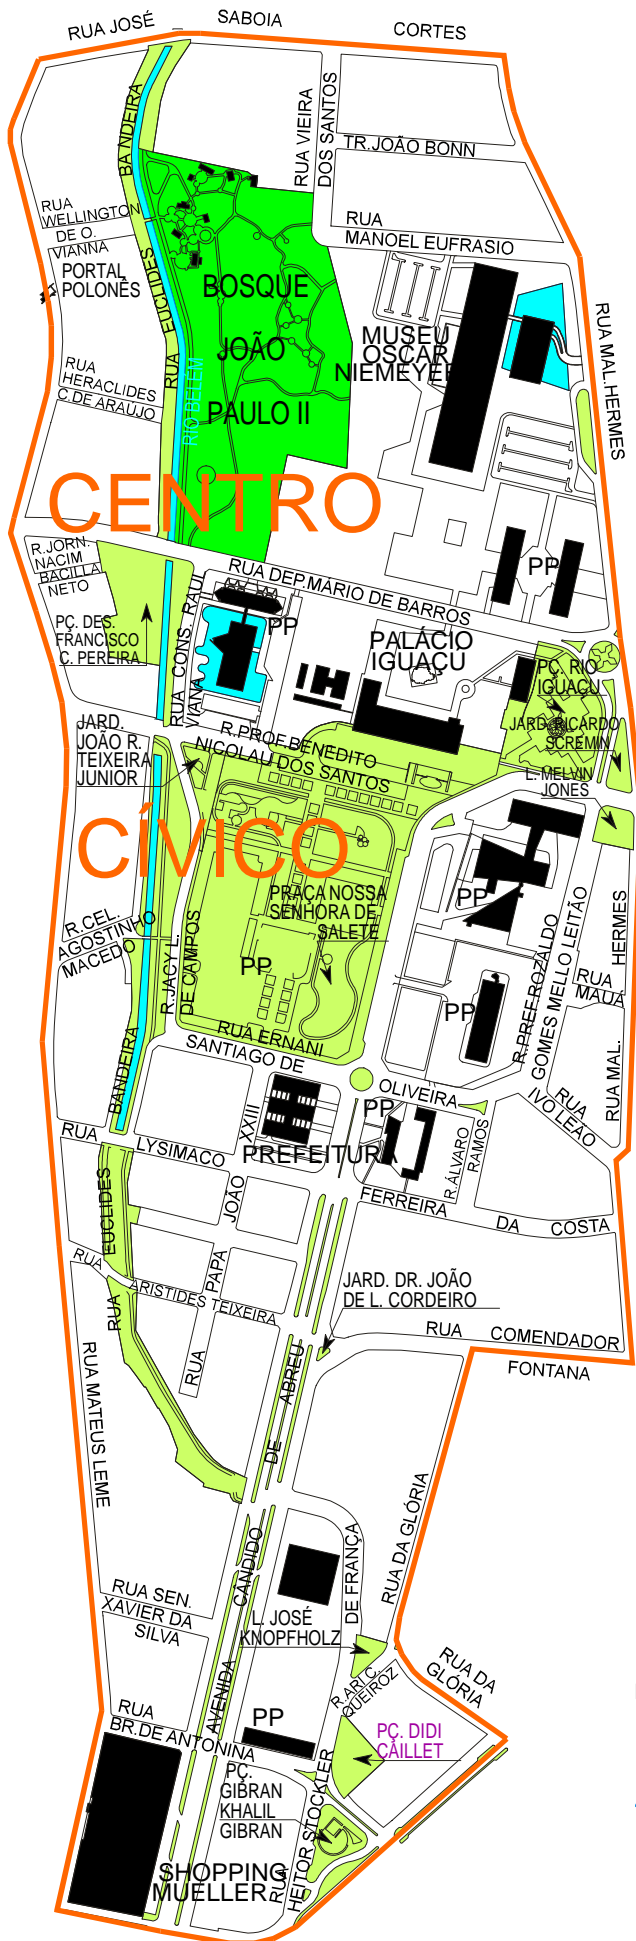 RUA JOSÉ SABOIA CORTES
RUA VIEIRA
DOS SANTOS
TR.JOÃO BONN
BANDEIRA
RUA
WELLINGTON
DE O.
VIANNA
RUA
MANOEL EUFRASIO
PORTAL
POLONÊS
EUCLIDES
RUA
BOSQUE
JOÃO
PAULO II
MUSEU
OSCAR
NIEMEYER
RUA MAL.HERMES
RUA
HERACLIDES
C.DE ARAÚJO
RIO BELÉM
CENTRO
R.JORN.
NACIM
BACILLA
NETO
RUA DEP.MÁRIO DE BARROS
PP
PÇ. DES.
FRANCISCO
C. PEREIRA
RUA CONS. RAUL
VIANA
PP
PALÁCIO
IGUAÇU
PÇ. RIO
IGUAÇU
JARD. RICARDO
SCREMIN
JARD.
JOÃO R.
TEIXEIRA
JUNIOR
R.PROF.BENEDITO
NICOLAU DOS SANTOS
L. MELVIN
JONES
CÍVICO
PRAÇA NOSSA
SENHORA DE
SALETE
PP
PP
PP
R.CEL.
AGOSTINHO
MACEDO
R.JACY L.
DE CAMPOS
R.PREF.ROZALDO
GOMES MELLO LEITÃO
HERMES
RUA
MAUÁ
RUA MAL.
RUA
IVO LEÃO
BANDEIRA
RUA ERNANI
SANTIAGO DE
OLIVEIRA
PP
PREFEITURA
R.ÁLVARO
RAMOS
RUA
LYSIMACO
FERREIRA
DA COSTA
XXIII
JOÃO
PAPA
RUA
EUCLIDES
RUA
RUA
ARISTIDES TEIXEIRA
JARD. DR. JOÃO
DE L. CORDEIRO
RUA COMENDADOR
FONTANA
RUA MATEUS LEME
ABREU
DE
CÂNDIDO
AVENIDA
DE FRANÇA
RUA DA GLÓRIA
RUA SEN.
XAVIER DA
SILVA
L. JOSÉ
KNOPFHOLZ
RUA DA
GLÓRIA
R.ARI C.
QUEIROZ
RUA
BR.DE ANTONINA
PP
PÇ. DIDI
CAILLET
PÇ.
GIBRAN
KHALIL
GIBRAN
RUA
HEITOR STOCKLER
SHOPPING
MUELLER